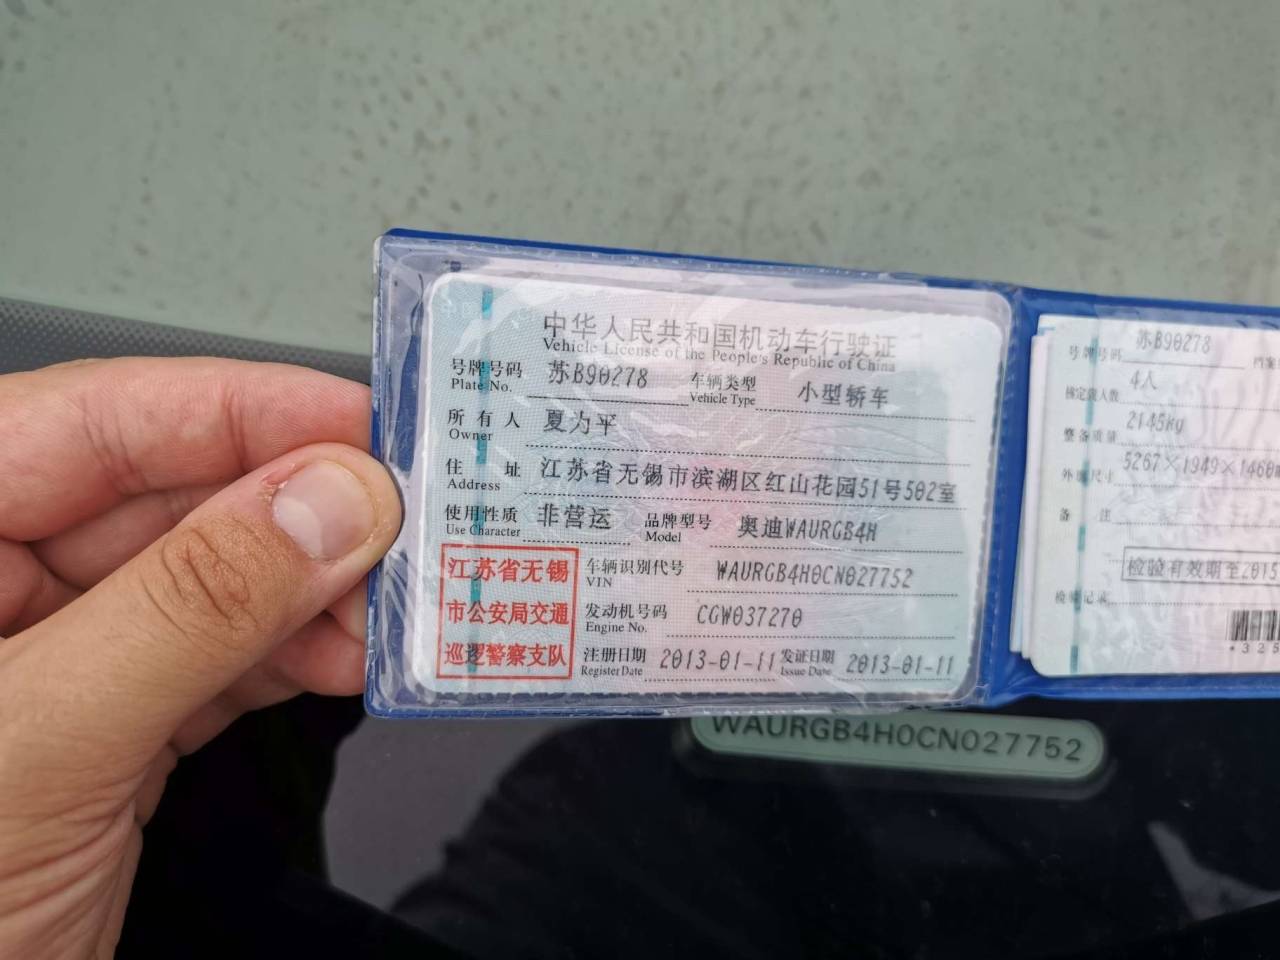 中华人民共和国机动车行驶证
Vehicle License of the People's Republic of China
号牌号码 苏B90278 车辆类型 小型轿车
Plate No. Vehicle Type
所有人 夏为平
Owner
住址 江苏省无锡市滨湖区红山花园51号502室
Address
使用性质 非营运 品牌型号 奥迪WAURGB4H
Use Character Model
江苏省无锡
市公安局交通
巡逻警察支队
车辆识别代号 WAURGB4H0CN027752
VIN
发动机号码 CGW037270
Engine No.
注册日期 2013-01-11 发证日期 2013-01-11
Register Date Issue Date
号牌号码 苏B90278 档案
核定载人数 4人
整备质量 2145kg
外廓尺寸 5267×1949×1460
备注
检验有效期至2015
检验记录
*325
WAURGB4H0CN027752